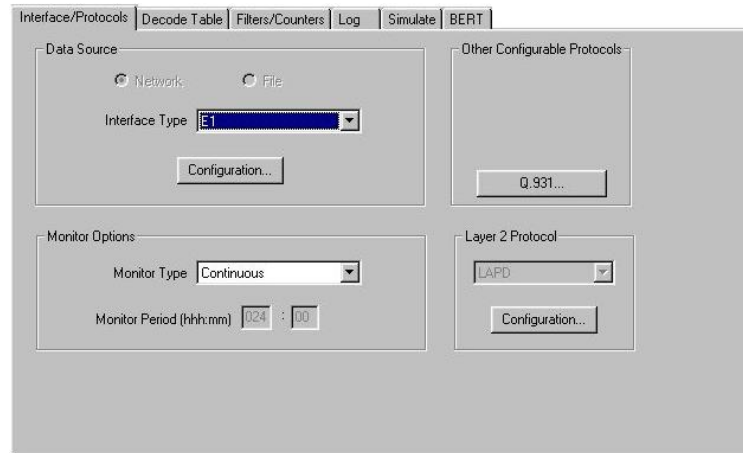 Interface/Protocols Decode Table Filters/Counters Log Simulate BERT
Data Source
Network File
Interface Type E1
Configuration...
Other Configurable Protocols
Q.931...
Monitor Options
Monitor Type Continuous
Monitor Period (hhh:mm) 024 : 00
Layer 2 Protocol
LAPD
Configuration...